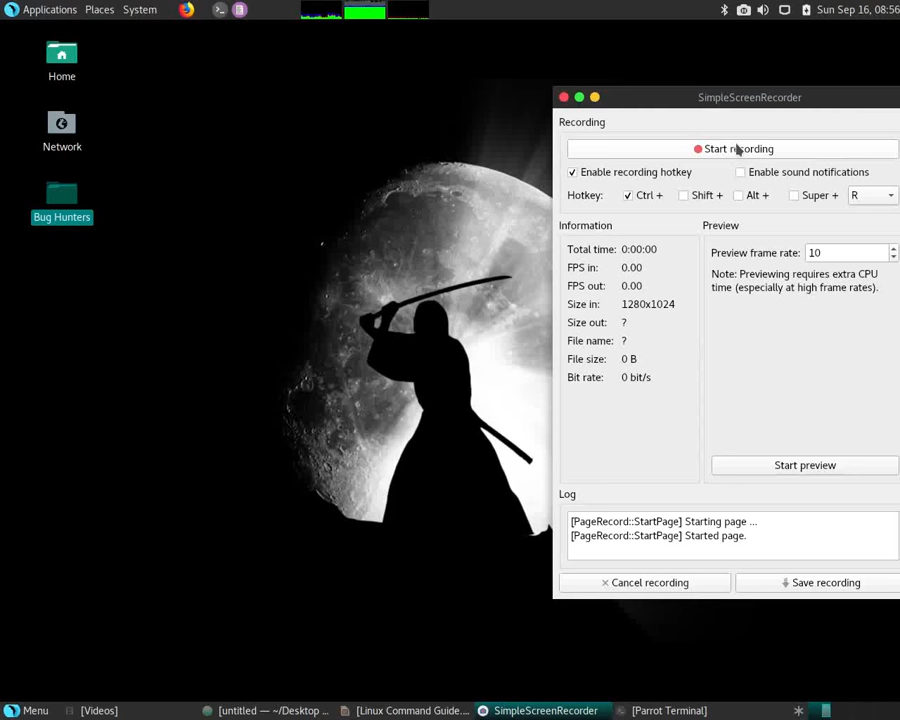 Applications Places System
Sun Sep 16, 08:56
Home
Network
Bug Hunters
SimpleScreenRecorder
Recording
Start recording
Enable recording hotkey Enable sound notifications
Hotkey: Ctrl + Shift + Alt + Super + R
Information Preview
Total time: 0:00:00
FPS in: 0.00
FPS out: 0.00
Size in: 1280x1024
Size out: ?
File name: ?
File size: 0 B
Bit rate: 0 bit/s
Preview frame rate: 10
Note: Previewing requires extra CPU
time (especially at high frame rates).
Start preview
Log
[PageRecord::StartPage] Starting page ...
[PageRecord::StartPage] Started page.
Cancel recording Save recording
Menu [Videos] [untitled — ~/Desktop ... [Linux Command Guide.... SimpleScreenRecorder [Parrot Terminal]